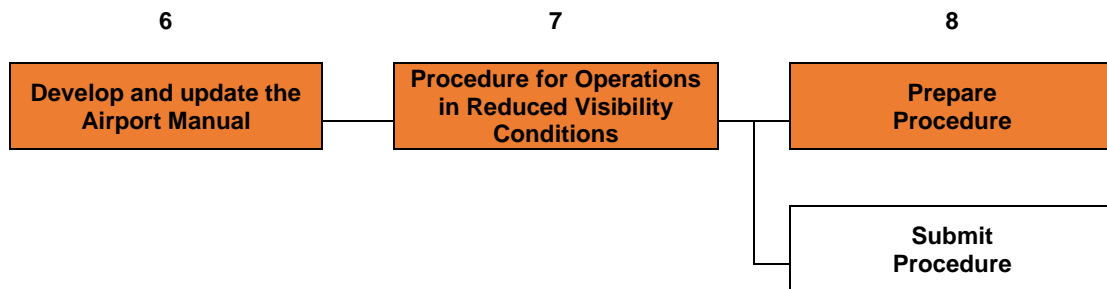 6
7
8
Develop and update the
Airport Manual
Procedure for Operations
in Reduced Visibility
Conditions
Prepare
Procedure
Submit
Procedure